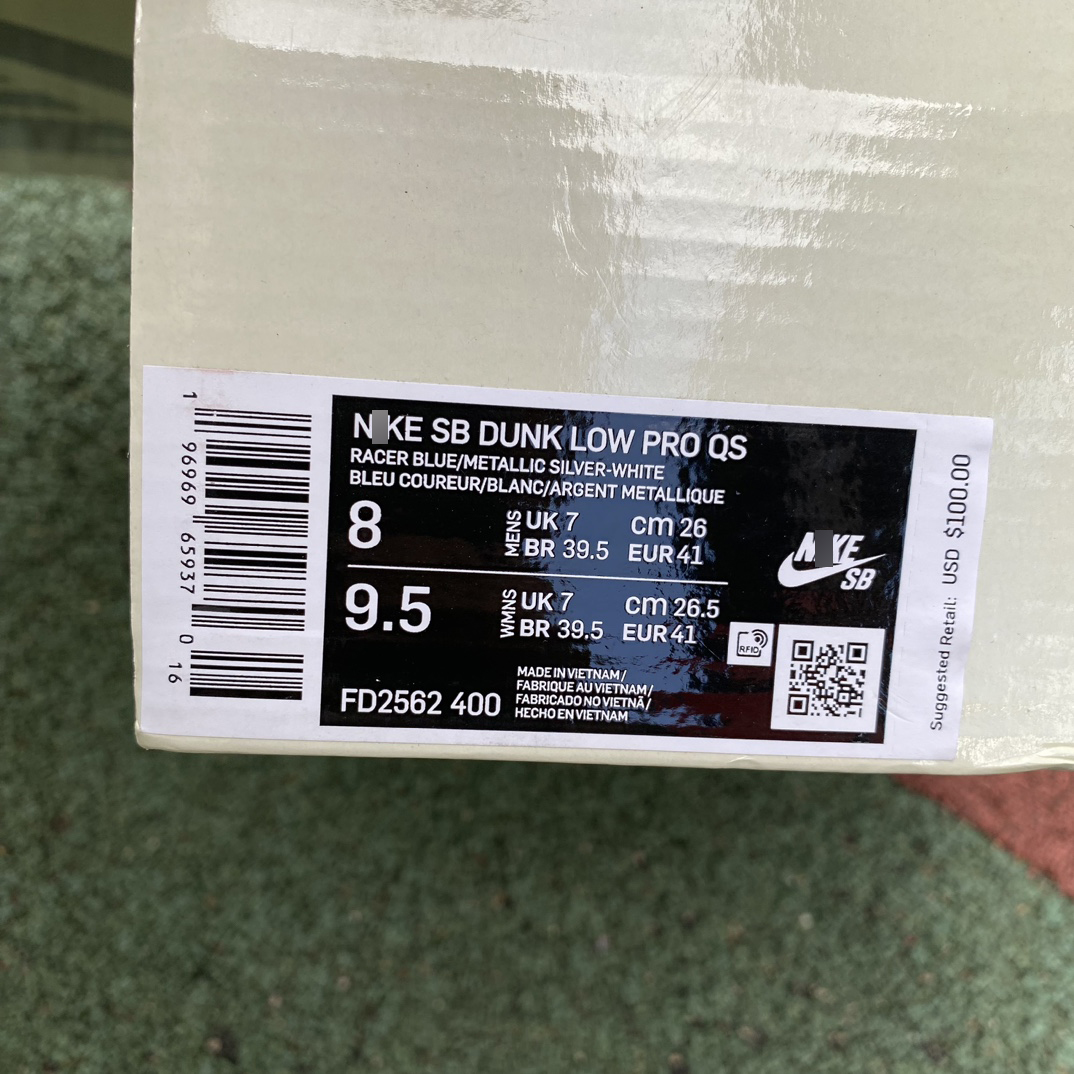 N KE SB DUNK LOW PRO QS
RACER BLUE/METALLIC SILVER-WHITE
BLEU COUREUR/BLANC/ARGENT METALLIQUE
8 MENS UK 7 cm 26
BR 39.5 EUR 41
9.5 WMNS UK 7 cm 26.5
BR 39.5 EUR 41
FD2562 400
MADE IN VIETNAM/
FABRIQUE AU VIETNAM/
FABRICADO NO VIETNÃ/
HECHO EN VIETNAM
N KE
SB
RFID
1 96969 65937 0 16
Suggested Retail: USD $100.00